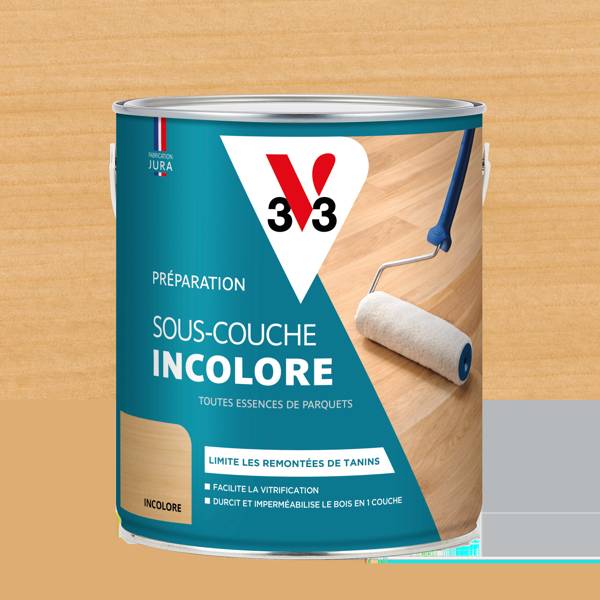 FABRICATION
JURA
3V3
PRÉPARATION
SOUS-COUCHE
INCOLORE
TOUTES ESSENCES DE PARQUETS
LIMITE LES REMONTÉES DE TANINS
FACILITE LA VITRIFICATION
DURCIT ET IMPERMÉABILISE LE BOIS EN 1 COUCHE
INCOLORE